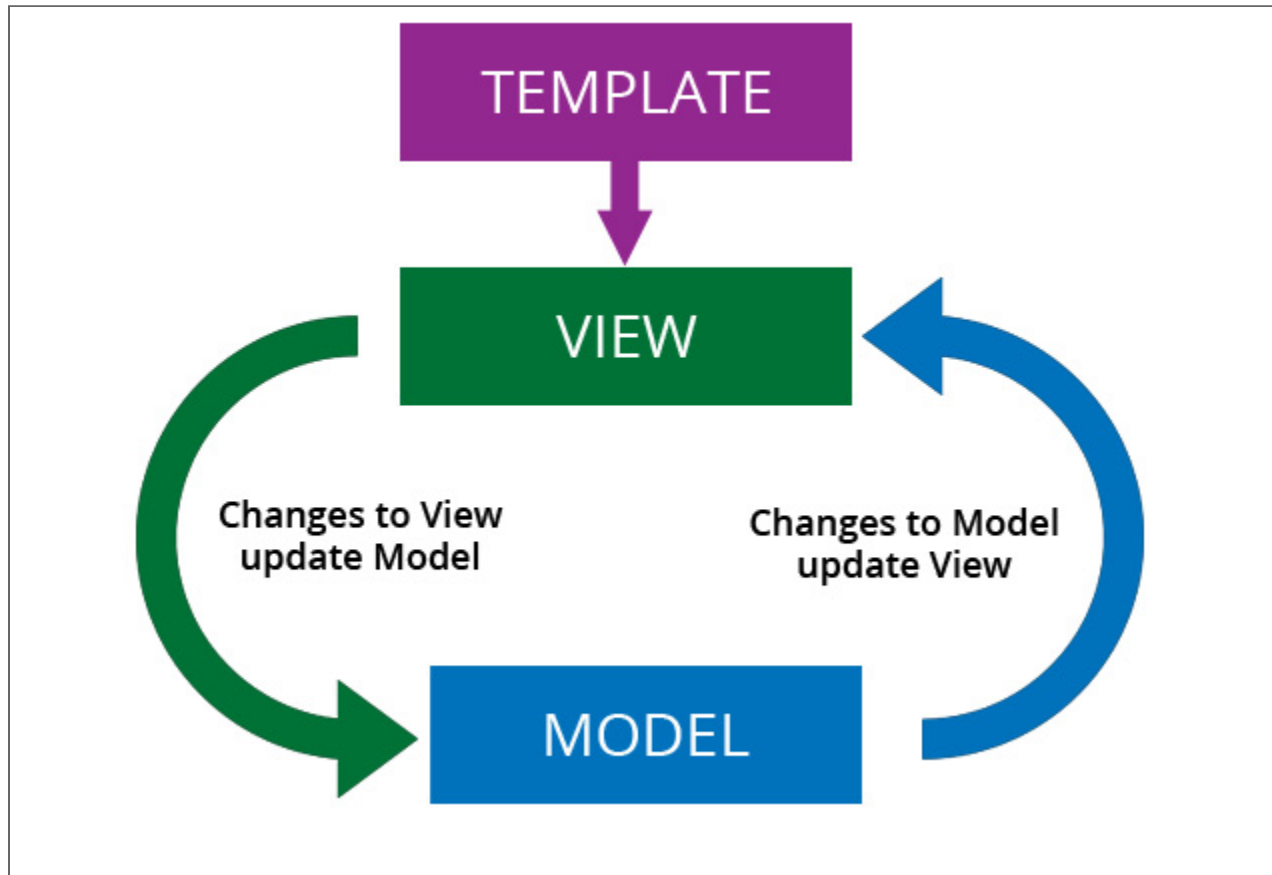 TEMPLATE
VIEW
Changes to View
update Model
Changes to Model
update View
MODEL